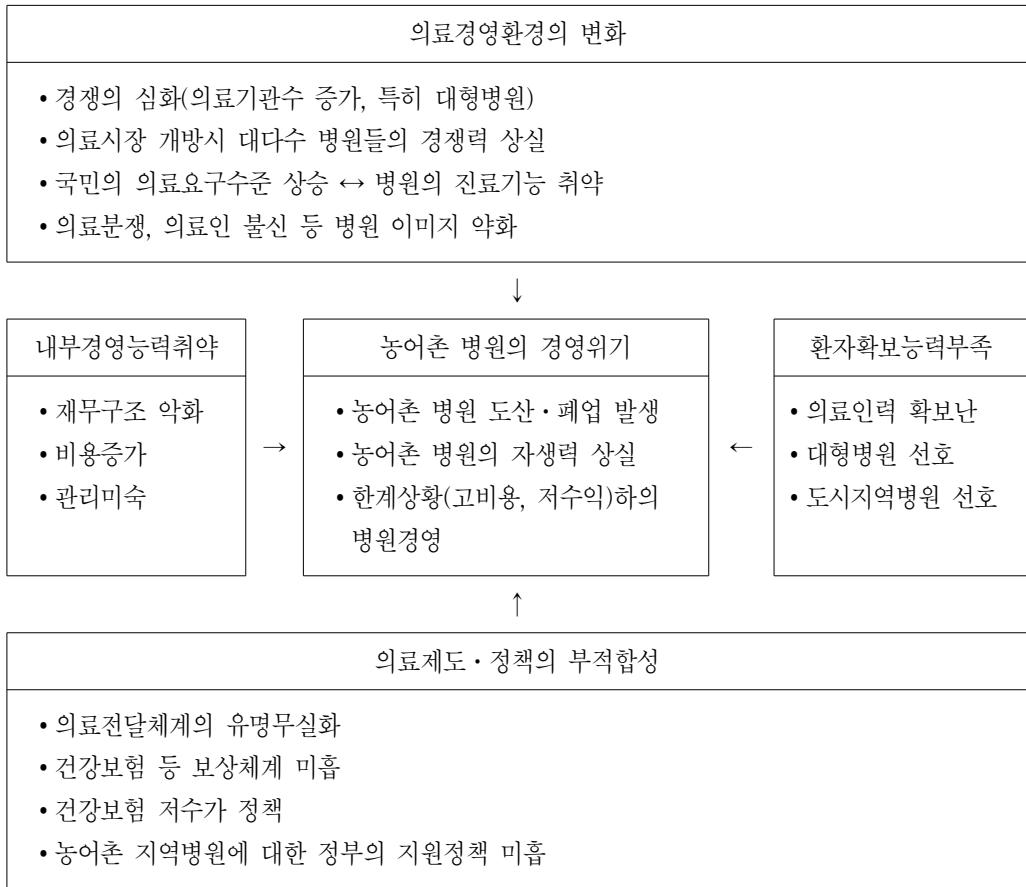 의료경영환경의 변화
• 경쟁의 심화(의료기관수 증가, 특히 대형병원)
• 의료시장 개방시 대다수 병원들의 경쟁력 상실
• 국민의 의료요구수준 상승 ↔ 병원의 진료기능 취약
• 의료분쟁, 의료인 불신 등 병원 이미지 약화
↓
내부경영능력취약
• 재무구조 악화
• 비용증가
• 관리미숙
→
농어촌 병원의 경영위기
• 농어촌 병원 도산·폐업 발생
• 농어촌 병원의 자생력 상실
• 한계상황(고비용, 저수익)하의
병원경영
←
환자확보능력부족
• 의료인력 확보난
• 대형병원 선호
• 도시지역병원 선호
↑
의료제도·정책의 부적합성
• 의료전달체계의 유명무실화
• 건강보험 등 보상체계 미흡
• 건강보험 저수가 정책
• 농어촌 지역병원에 대한 정부의 지원정책 미흡